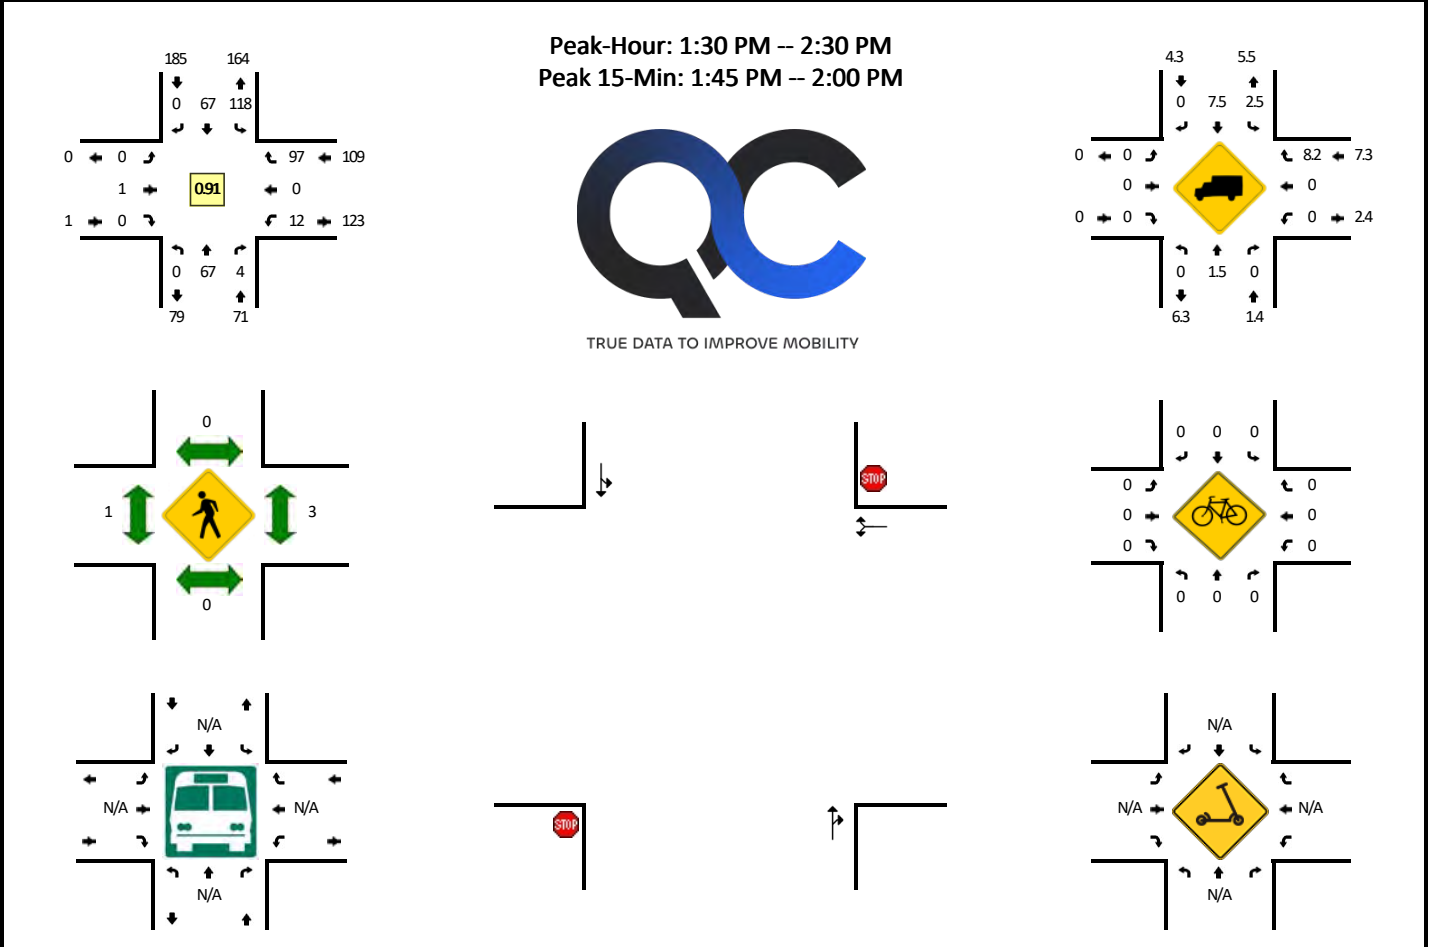 Peak-Hour: 1:30 PM -- 2:30 PM
Peak 15-Min: 1:45 PM -- 2:00 PM
185 164
0 67 118
0 0 97 109
1 0.91 0
1 0 12 123
0 67 4
79 71
TRUE DATA TO IMPROVE MOBILITY
4.3 5.5
0 7.5 2.5
0 0 8.2 7.3
0 0
0 0 0 2.4
0 1.5 0
6.3 1.4
0
1 3
0
STOP
STOP
0 0 0
0 0
0 0
0 0
0 0 0
N/A
N/A N/A
N/A
N/A
N/A N/A
N/A